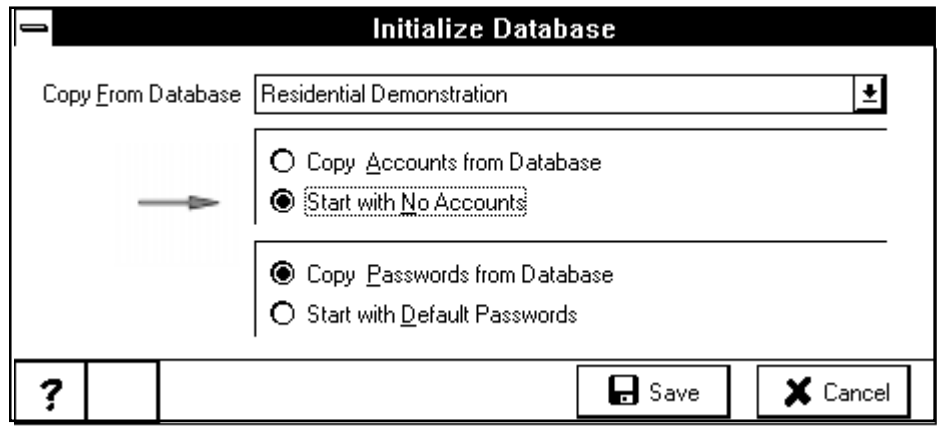 Initialize Database
Copy From Database Residential Demonstration
Copy Accounts from Database
Start with No Accounts
Copy Passwords from Database
Start with Default Passwords
? Save Cancel